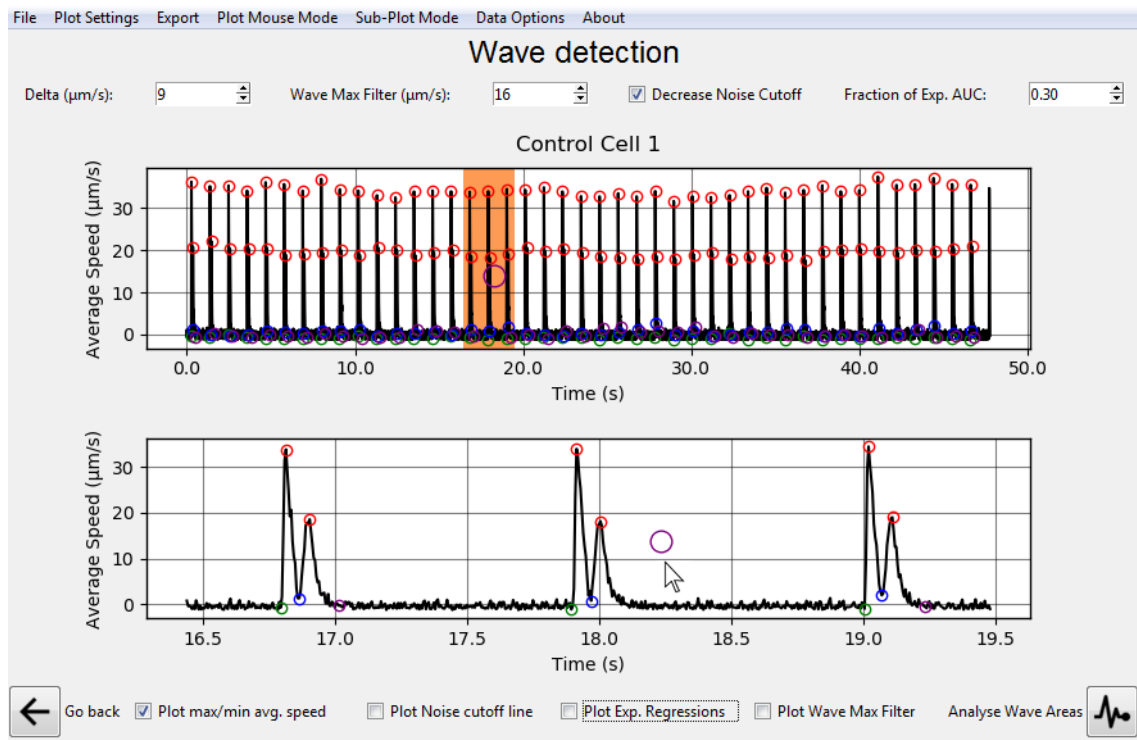 File Plot Settings Export Plot Mouse Mode Sub-Plot Mode Data Options About
Wave detection
Delta (µm/s): 9 Wave Max Filter (µm/s): 16 Decrease Noise Cutoff Fraction of Exp. AUC: 0.30
Control Cell 1
Average Speed (µm/s)
30
20
10
0
0.0 10.0 20.0 30.0 40.0 50.0
Time (s)
Average Speed (µm/s)
30
20
10
0
16.5 17.0 17.5 18.0 18.5 19.0 19.5
Time (s)
Go back Plot max/min avg. speed Plot Noise cutoff line Plot Exp. Regressions Plot Wave Max Filter Analyse Wave Areas